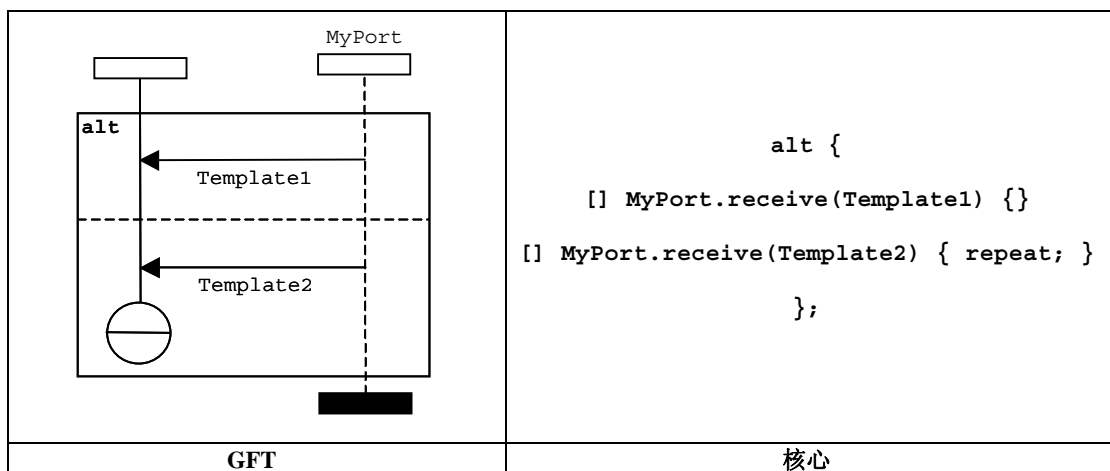 MyPort
alt
Template1
Template2
alt {
[] MyPort.receive(Template1) {}
[] MyPort.receive(Template2) { repeat; }
};
GFT
核心